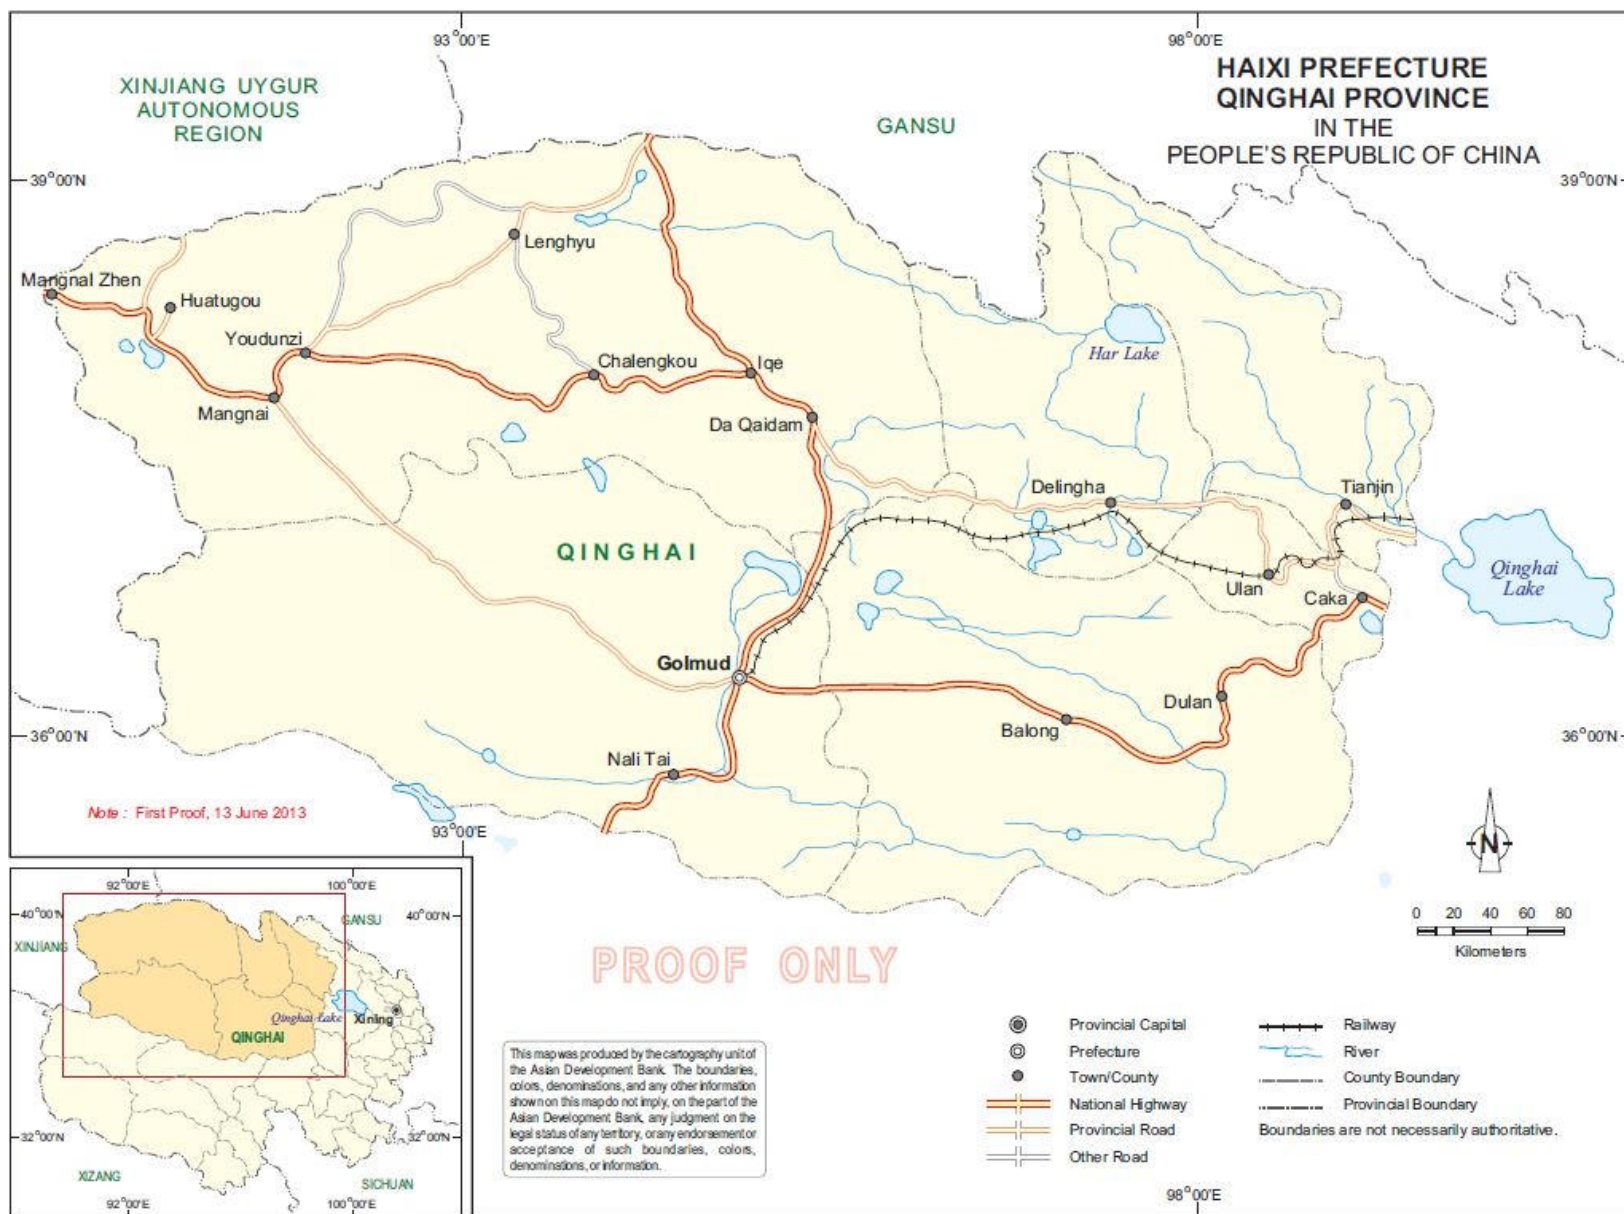 93°00'E
98°00'E
HAIXI PREFECTURE
QINGHAI PROVINCE
IN THE
PEOPLE'S REPUBLIC OF CHINA
XINJIANG UYGUR
AUTONOMOUS
REGION
GANSU
39°00'N
39°00'N
Lenghyu
Mangnal Zhen
Huatugou
Youdunzi
Chalengkou
Iqe
Har Lake
Mangnai
Da Qaidam
Delingha
Tianjin
QINGHAI
Qinghai
Lake
Ulan
Caka
Golmud
Dulan
Balong
36°00'N
36°00'N
Nali Tai
Note : First Proof, 13 June 2013
93°00'E
N
0 20 40 60 80
Kilometers
PROOF ONLY
92°00'E
100°00'E
40°00'N
40°00'N
GANSU
XINJIANG
Qinghai Lake
Xining
QINGHAI
32°00'N
32°00'N
XIZANG
SICHUAN
92°00'E
100°00'E
This map was produced by the cartography unit of
the Asian Development Bank. The boundaries,
colors, denominations, and any other information
shown on this map do not imply, on the part of the
Asian Development Bank, any judgment on the
legal status of any territory, or any endorsement or
acceptance of such boundaries, colors,
denominations, or information.
Provincial Capital
Prefecture
Town/County
National Highway
Provincial Road
Other Road
Railway
River
County Boundary
Provincial Boundary
Boundaries are not necessarily authoritative.
98°00'E